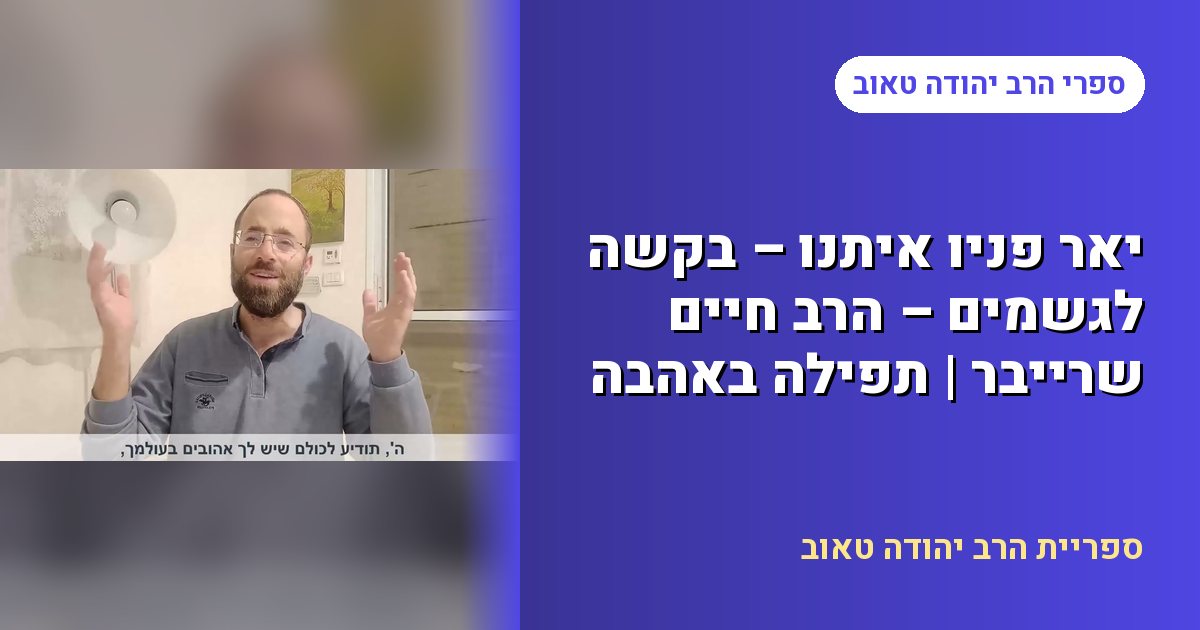 ספרי הרב יהודה טאוב
יאר פניו איתנו – בקשה
לגשמים – הרב חיים
שרייבר | תפילה באהבה
ספריית הרב יהודה טאוב
ה', תודיע לכולם שיש לך אהובים בעולמך,